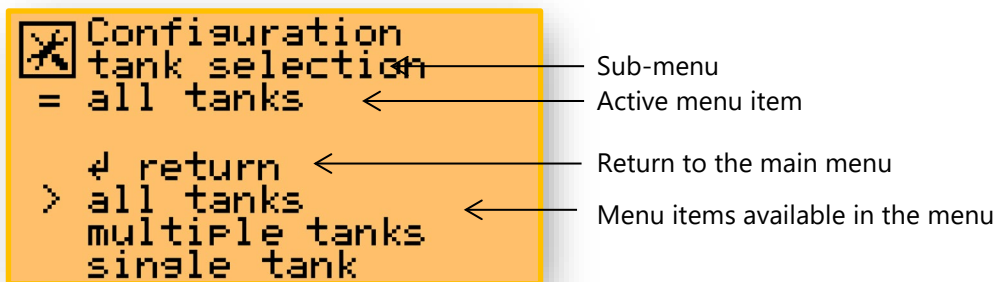 Configuration
tank selection
= all tanks
↲ return
> all tanks
multiple tanks
single tank
Sub-menu
Active menu item
Return to the main menu
Menu items available in the menu